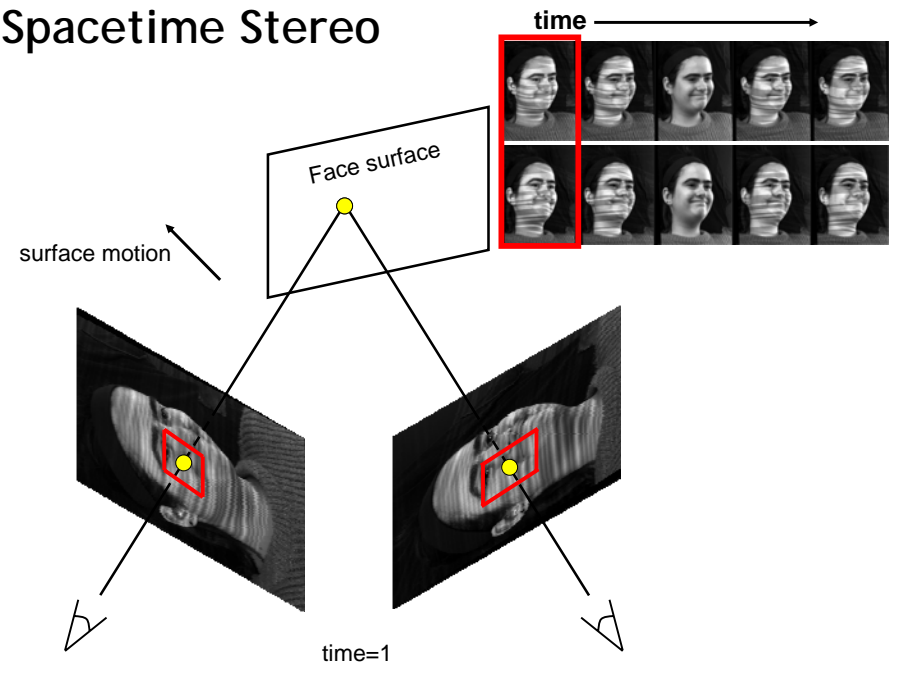 Spacetime Stereo
time
Face surface
surface motion
time=1